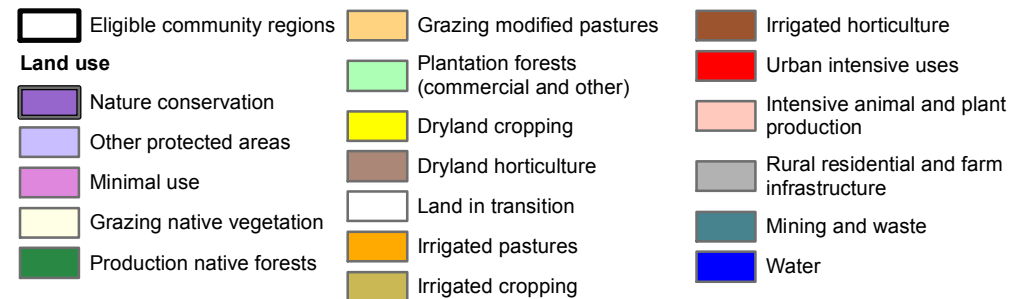 Eligible community regions
Land use
Nature conservation
Other protected areas
Minimal use
Grazing native vegetation
Production native forests
Grazing modified pastures
Plantation forests
(commercial and other)
Dryland cropping
Dryland horticulture
Land in transition
Irrigated pastures
Irrigated cropping
Irrigated horticulture
Urban intensive uses
Intensive animal and plant
production
Rural residential and farm
infrastructure
Mining and waste
Water